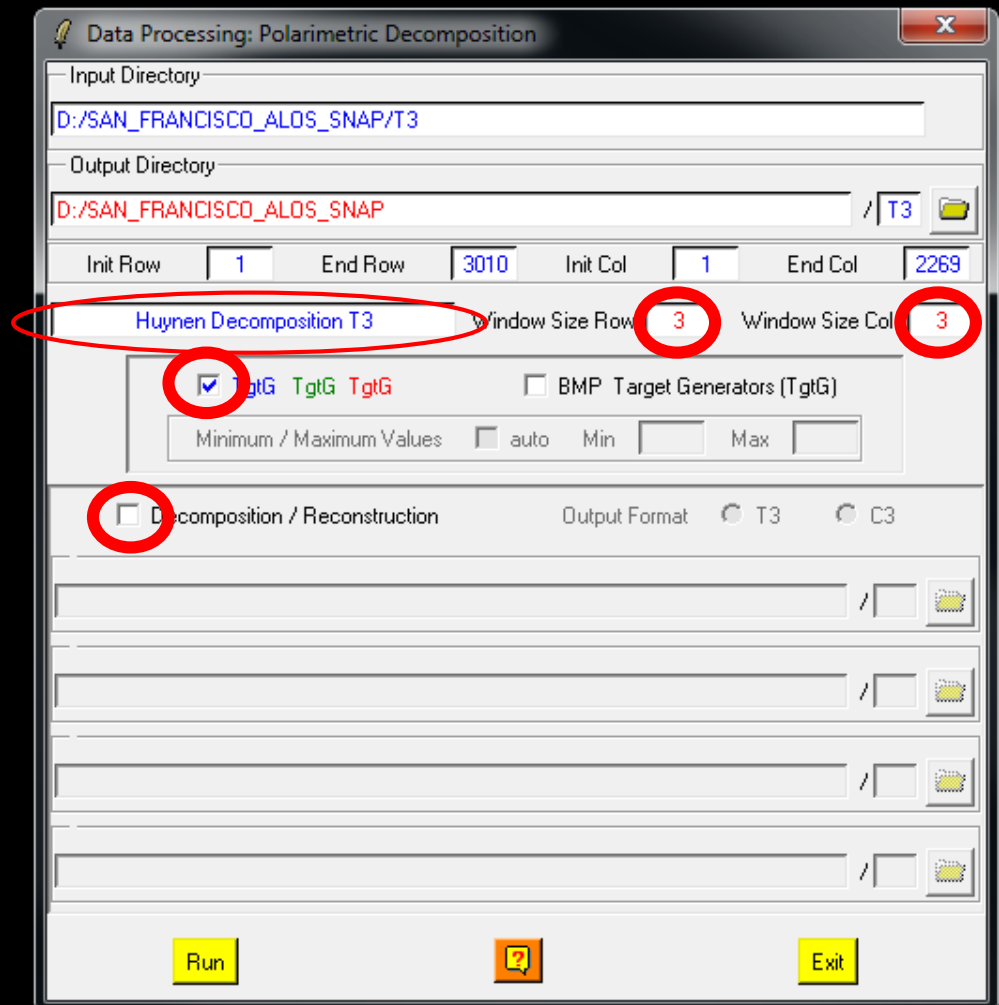 Data Processing: Polarimetric Decomposition
x
Input Directory
D:/SAN_FRANCISCO_ALOS_SNAP/T3
Output Directory
D:/SAN_FRANCISCO_ALOS_SNAP / T3
Init Row 1 End Row 3010 Init Col 1 End Col 2269
Huynen Decomposition T3 Window Size Row 3 Window Size Col 3
TgtG TgtG TgtG BMP Target Generators (TgtG)
Minimum / Maximum Values auto Min Max
Decomposition / Reconstruction Output Format T3 C3
/
/
/
/
Run ? Exit